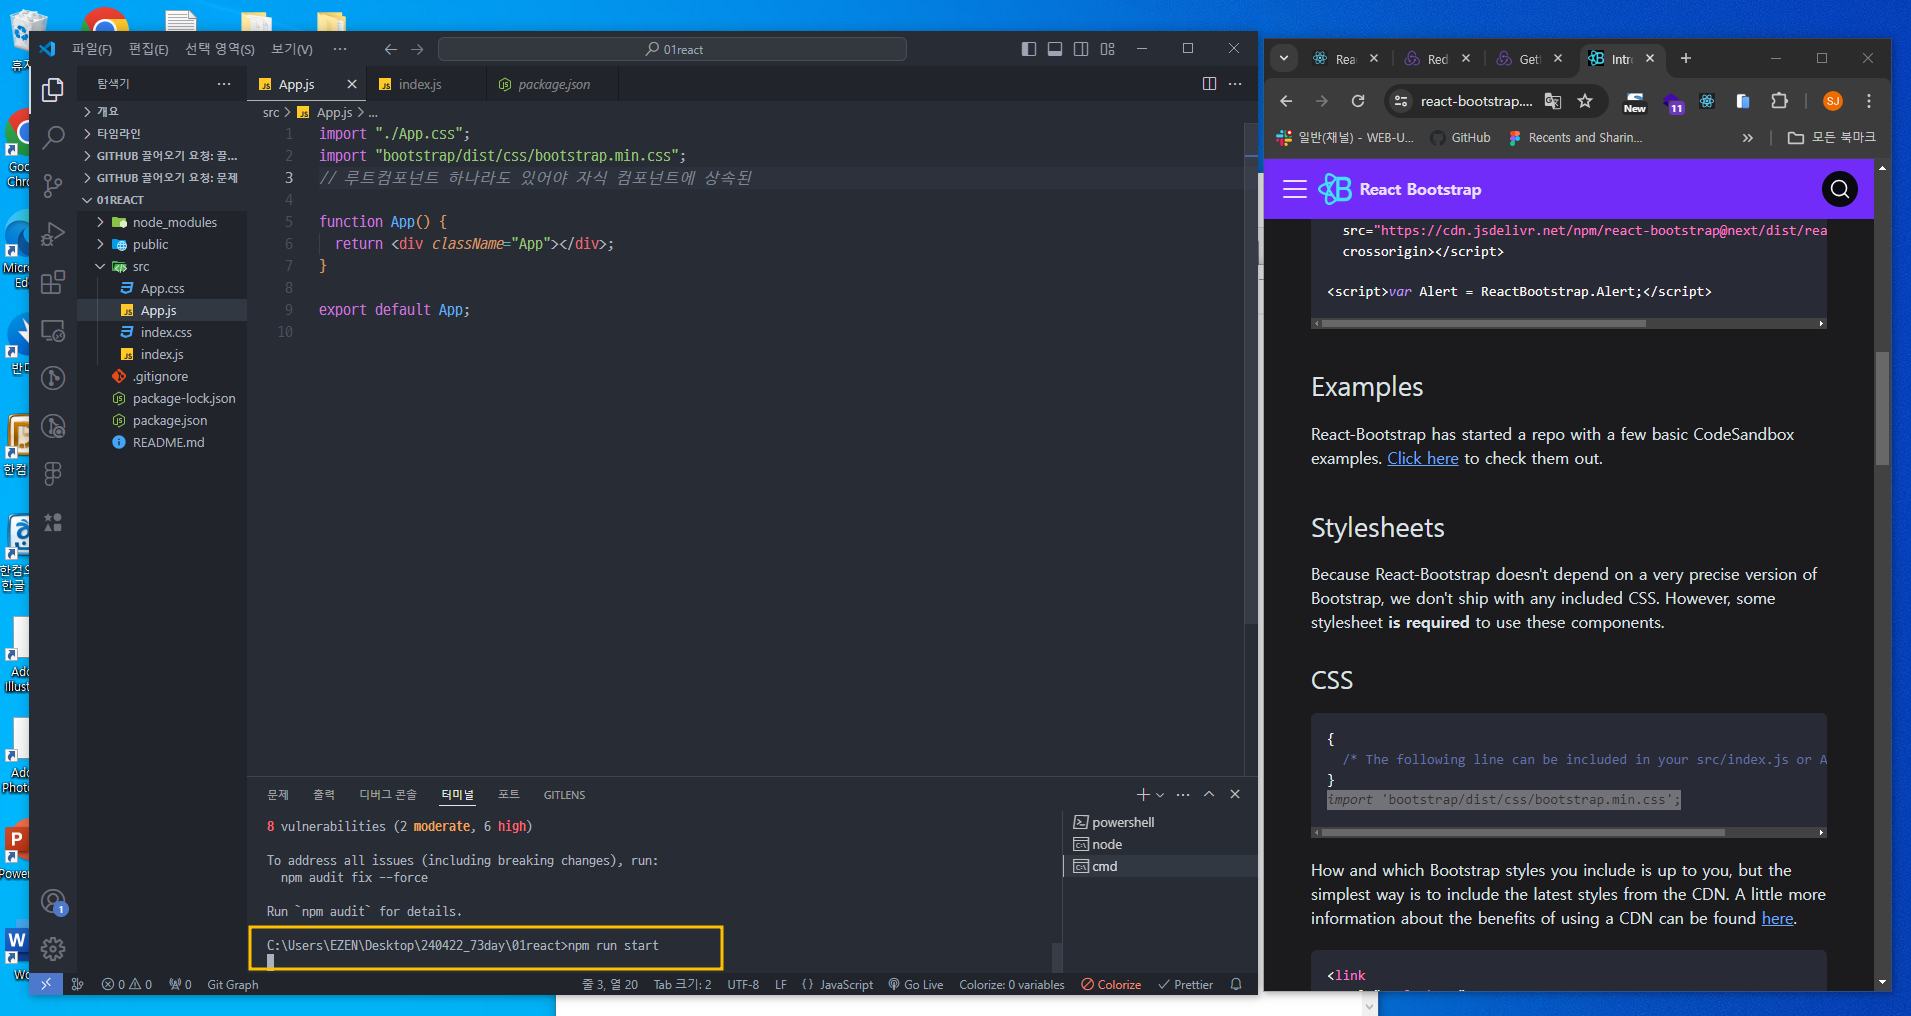 파일(F) 편집(E) 선택 영역(S) 보기(V) ··· 01react
탐색기
개요
타임라인
GITHUB 끌어오기 요청: 끌...
GITHUB 끌어오기 요청: 문제
01REACT
node_modules
public
src
App.css
App.js
index.css
index.js
.gitignore
package-lock.json
package.json
README.md
App.js index.js package.json
src > App.js > ...
1 import "./App.css";
2 import "bootstrap/dist/css/bootstrap.min.css";
3 // 루트컴포넌트 하나라도 있어야 자식 컴포넌트에 상속된
4
5 function App() {
6 return <div className="App"></div>;
7 }
8
9 export default App;
10
문제 출력 디버그 콘솔 터미널 포트 GITLENS
8 vulnerabilities (2 moderate, 6 high)
To address all issues (including breaking changes), run:
npm audit fix --force
Run `npm audit` for details.
C:\Users\EZEN\Desktop\240422_73day\01react>npm run start
powershell
node
cmd
1
0 0 0 Git Graph 줄 3, 열 20 Tab 크기: 2 UTF-8 LF {} JavaScript Go Live Colorize: 0 variables Colorize Prettier
Rea Red Get Intr
react-bootstrap.... New 11 SJ
일반(채널) - WEB-U... GitHub Recents and Sharin... » 모든 북마크
React Bootstrap
src="https://cdn.jsdelivr.net/npm/react-bootstrap@next/dist/rea
crossorigin></script>
<script>var Alert = ReactBootstrap.Alert;</script>
Examples
React-Bootstrap has started a repo with a few basic CodeSandbox
examples. Click here to check them out.
Stylesheets
Because React-Bootstrap doesn't depend on a very precise version of
Bootstrap, we don't ship with any included CSS. However, some
stylesheet is required to use these components.
CSS
{
/* The following line can be included in your src/index.js or A
}
import 'bootstrap/dist/css/bootstrap.min.css';
How and which Bootstrap styles you include is up to you, but the
simplest way is to include the latest styles from the CDN. A little more
information about the benefits of using a CDN can be found here.
<link